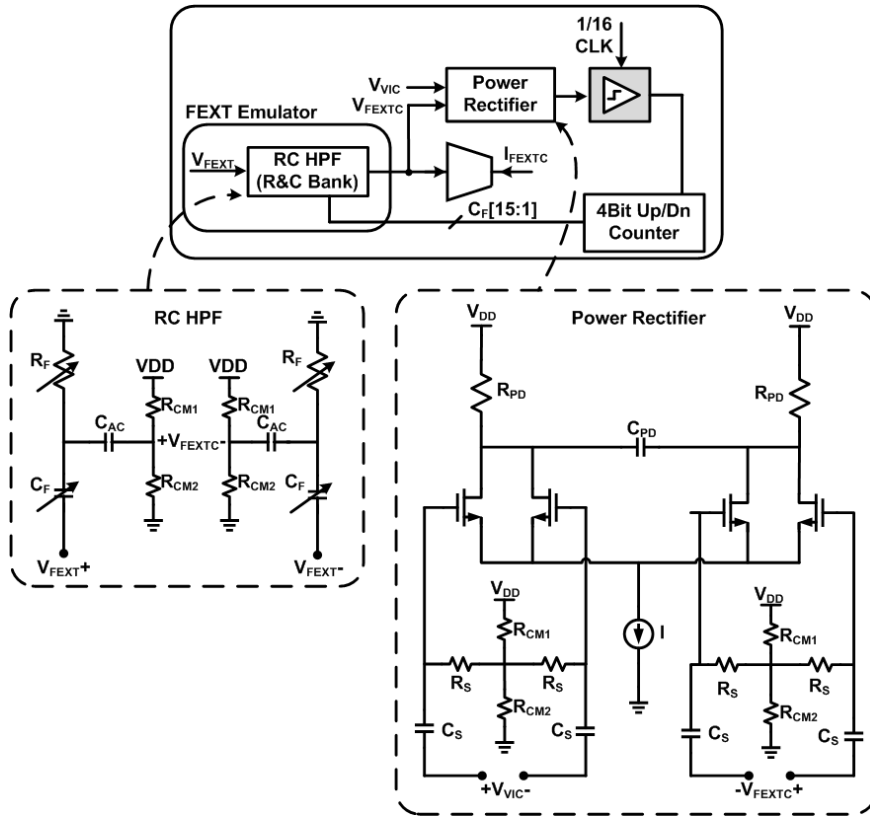 1/16
CLK
V_VIC
V_FEXTC
Power
Rectifier
FEXT Emulator
V_FEXT
RC HPF
(R&C Bank)
I_FEXTC
C_F[15:1]
4Bit Up/Dn
Counter
RC HPF
R_F
VDD
VDD
R_F
R_CM1
R_CM1
C_AC
C_AC
+V_FEXTC-
C_F
R_CM2
R_CM2
C_F
V_FEXT+
V_FEXT-
Power Rectifier
V_DD
V_DD
R_PD
R_PD
C_PD
V_DD
V_DD
R_CM1
I
R_CM1
R_S
R_S
R_S
R_S
R_CM2
R_CM2
C_S
C_S
C_S
C_S
+V_VIC-
-V_FEXTC+